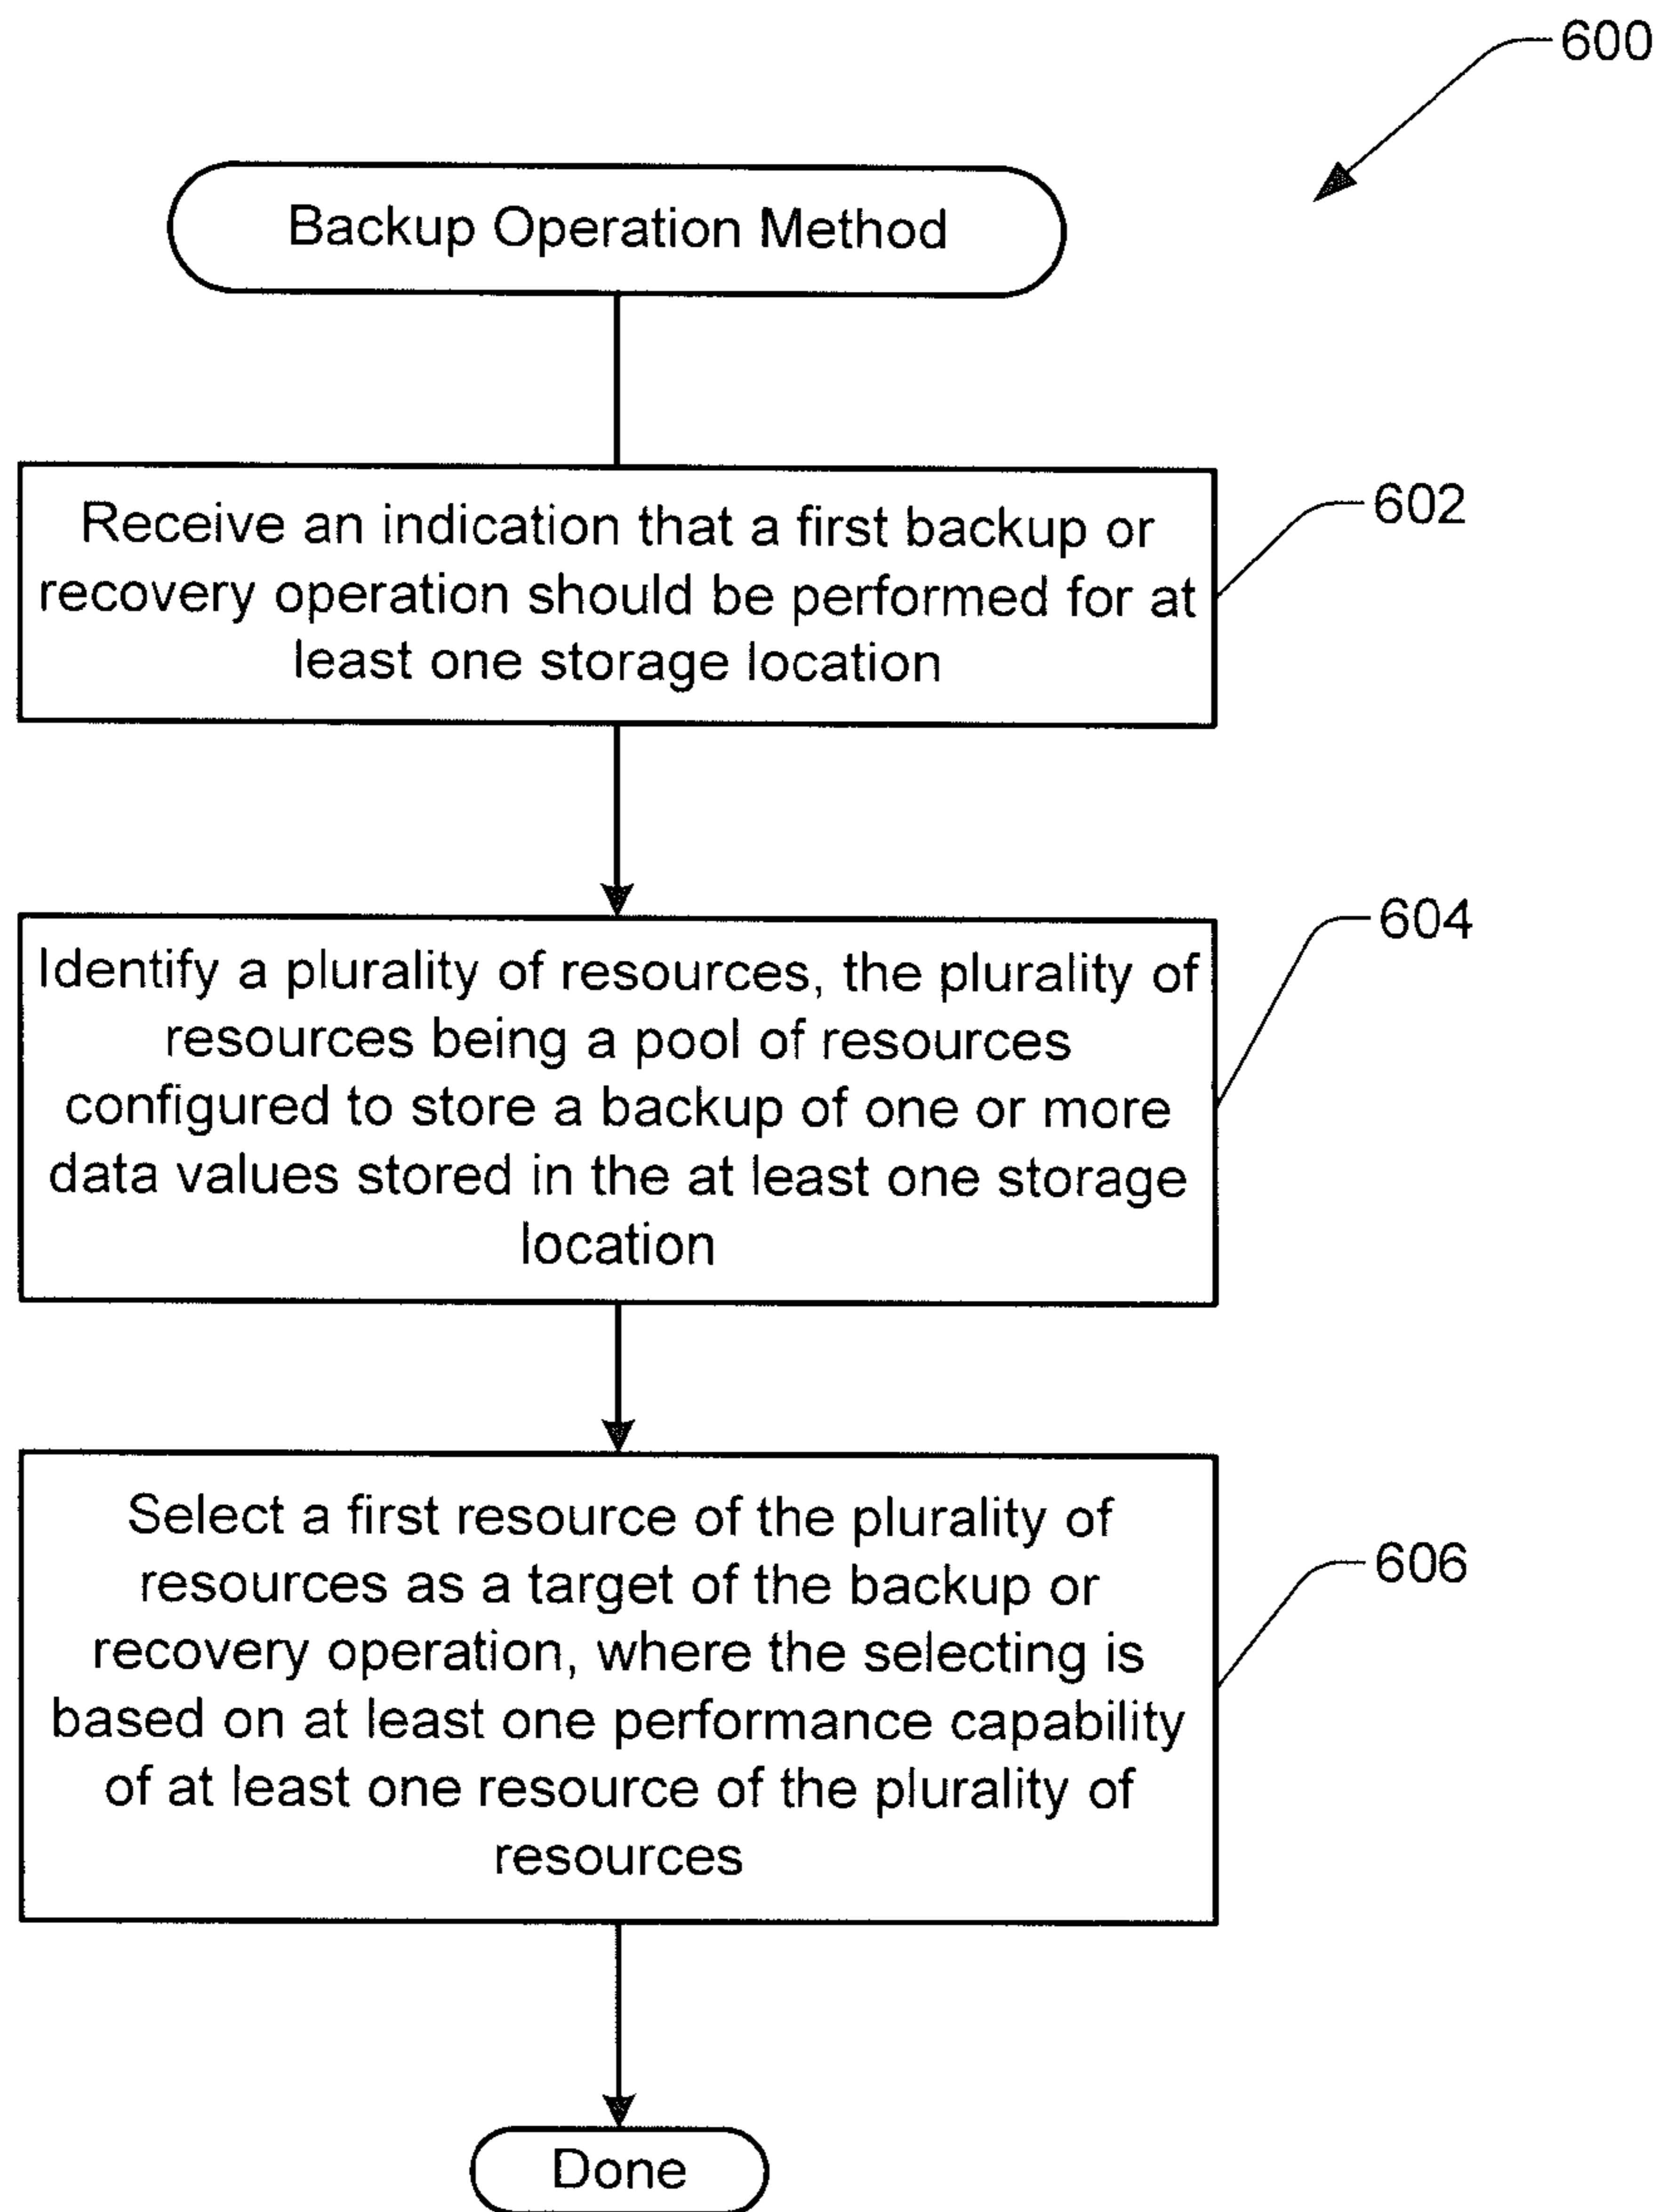 600
Backup Operation Method
Receive an indication that a first backup or
recovery operation should be performed for at
least one storage location
602
Identify a plurality of resources, the plurality of
resources being a pool of resources
configured to store a backup of one or more
data values stored in the at least one storage
location
604
Select a first resource of the plurality of
resources as a target of the backup or
recovery operation, where the selecting is
based on at least one performance capability
of at least one resource of the plurality of
resources
606
Done